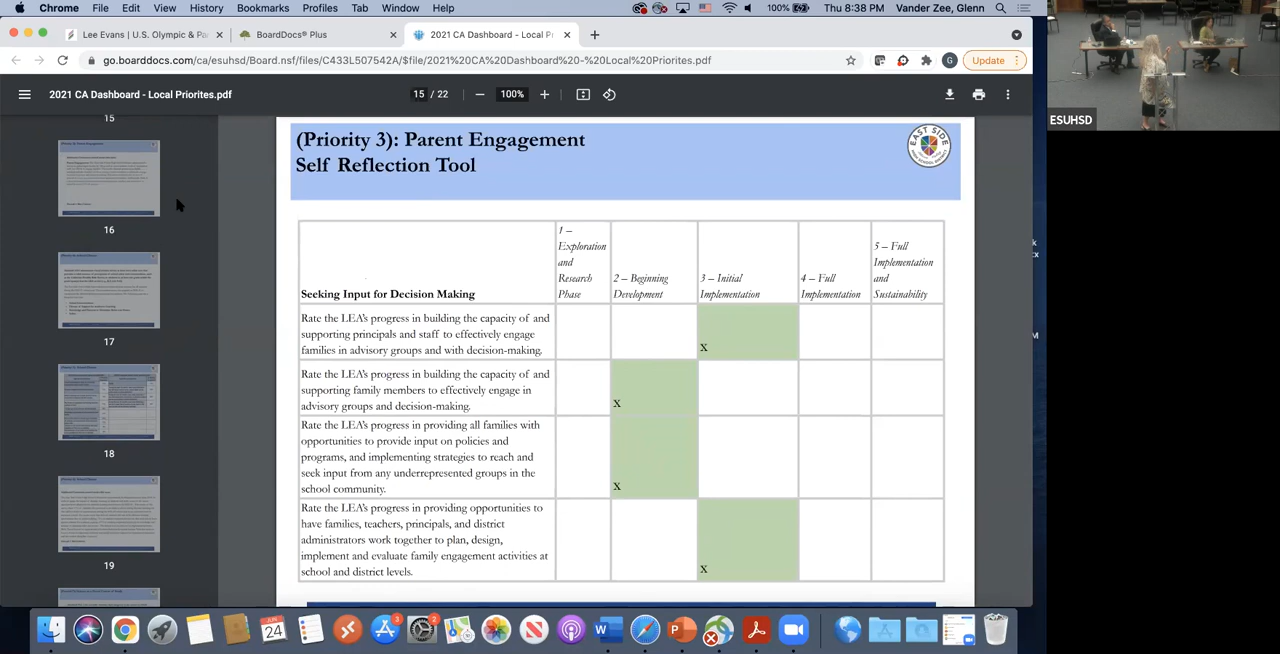 Chrome File Edit View History Bookmarks Profiles Tab Window Help 100% Thu 8:38 PM Vander Zee, Glenn
Lee Evans | U.S. Olympic & Pa
BoardDocs® Plus
2021 CA Dashboard - Local Pr
go.boarddocs.com/ca/esuhsd/Board.nsf/files/C433L507542A/$file/2021%20CA%20Dashboard%20-%20Local%20Priorites.pdf
G
Update
2021 CA Dashboard - Local Priorites.pdf
15 / 22
100%
15
16
17
18
19
(Priority 3): Parent Engagement
Self Reflection Tool
EAST SIDE
Seeking Input for Decision Making
1 –
Exploration
and
Research
Phase
2 – Beginning
Development
3 – Initial
Implementation
4 – Full
Implementation
5 – Full
Implementation
and
Sustainability
Rate the LEA's progress in building the capacity of and
supporting principals and staff to effectively engage
families in advisory groups and with decision-making.
X
Rate the LEA's progress in building the capacity of and
supporting family members to effectively engage in
advisory groups and decision-making.
X
Rate the LEA's progress in providing all families with
opportunities to provide input on policies and
programs, and implementing strategies to reach and
seek input from any underrepresented groups in the
school community.
X
Rate the LEA's progress in providing opportunities to
have families, teachers, principals, and district
administrators work together to plan, design,
implement and evaluate family engagement activities at
school and district levels.
X
ESUHSD
24
3
2